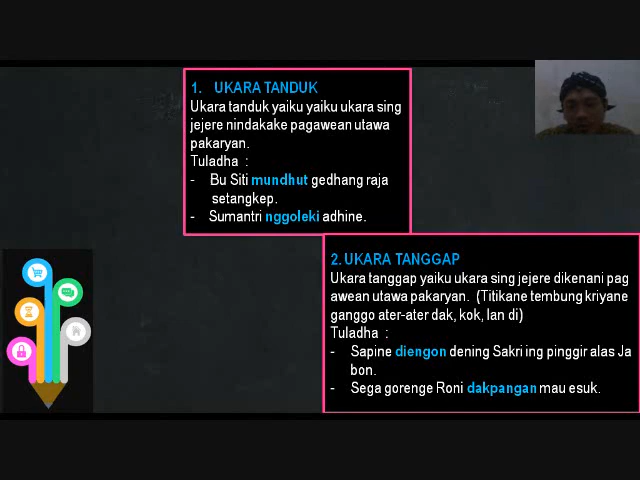 1. UKARA TANDUK
Ukara tanduk yaiku yaiku ukara sing
jejere nindakake pagawean utawa
pakaryan.
Tuladha :
- Bu Siti mundhut gedhang raja
setangkep.
- Sumantri nggoleki adhine.
2. UKARA TANGGAP
Ukara tanggap yaiku ukara sing jejere dikenani pag
awean utawa pakaryan. (Titikane tembung kriyane
ganggo ater-ater dak, kok, lan di)
Tuladha :
- Sapine diengon dening Sakri ing pinggir alas Ja
bon.
- Sega gorenge Roni dakpangan mau esuk.